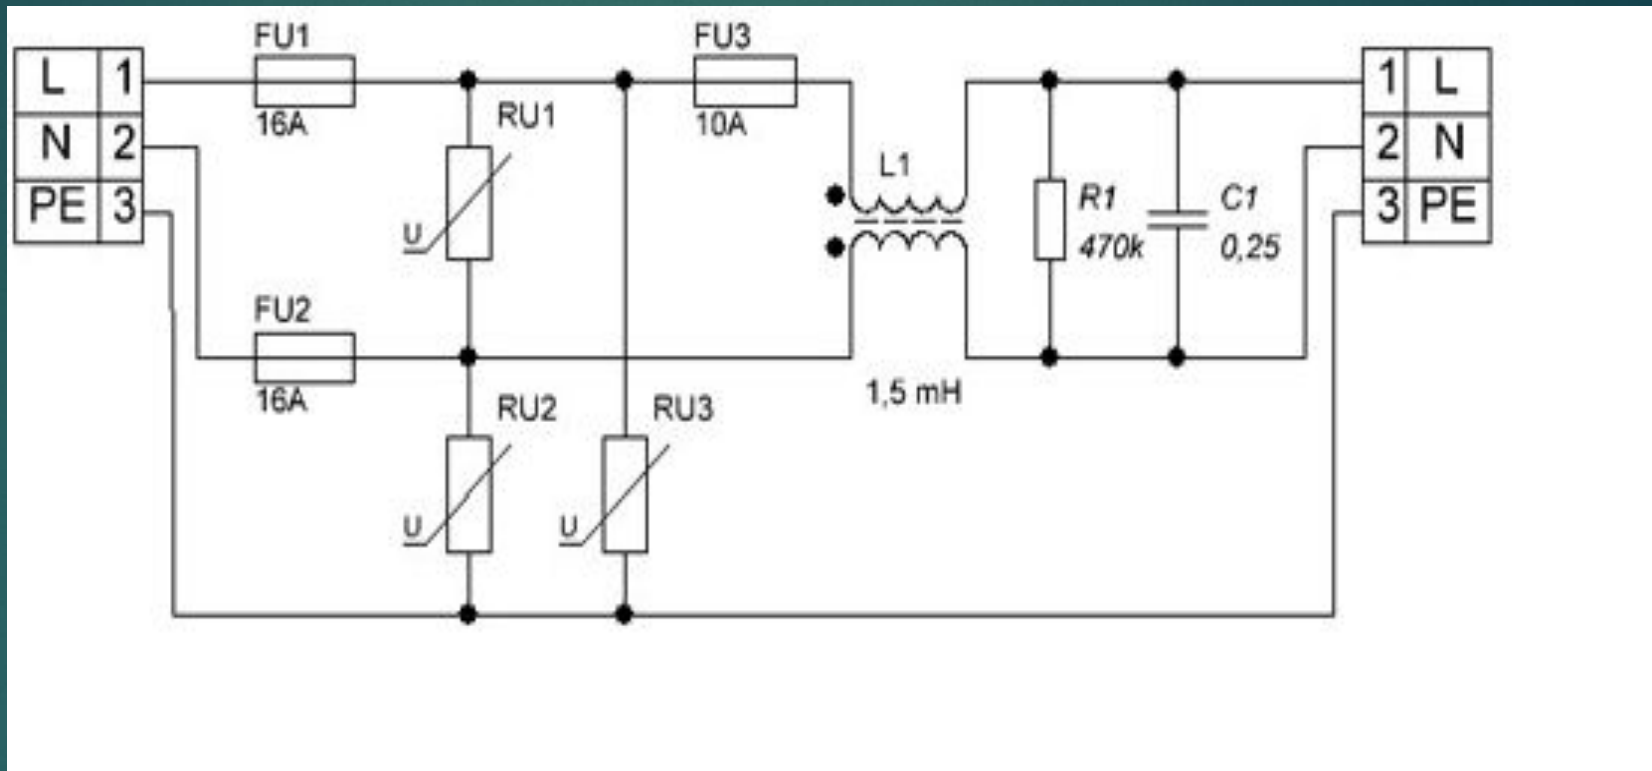 FU1
FU3
L 1
1 L
16A
RU1
10A
N 2
2 N
L1
PE 3
R1
C1
3 PE
U
470k
0,25
FU2
16A
1,5 mH
RU2
RU3
U
U